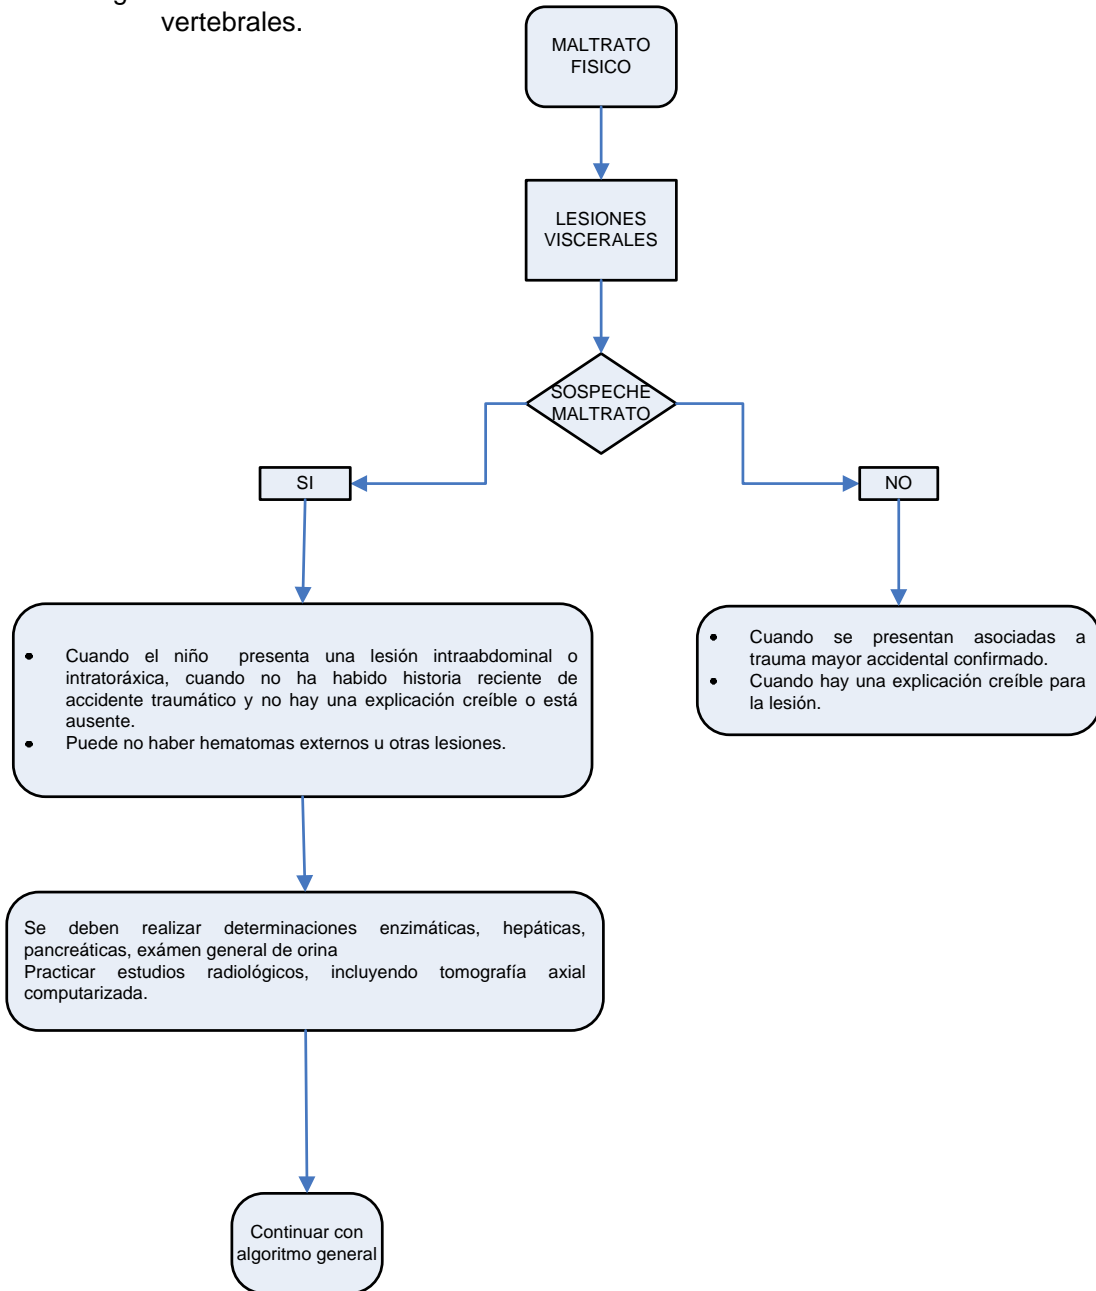 vertebrales.
MALTRATO
FISICO
LESIONES
VISCERALES
SOSPECHE
MALTRATO
SI
NO
• Cuando el niño presenta una lesión intraabdominal o
intratoráxica, cuando no ha habido historia reciente de
accidente traumático y no hay una explicación creíble o está
ausente.
• Puede no haber hematomas externos u otras lesiones.
• Cuando se presentan asociadas a
trauma mayor accidental confirmado.
• Cuando hay una explicación creíble para
la lesión.
Se deben realizar determinaciones enzimáticas, hepáticas,
pancreáticas, exámen general de orina
Practicar estudios radiológicos, incluyendo tomografía axial
computarizada.
Continuar con
algoritmo general